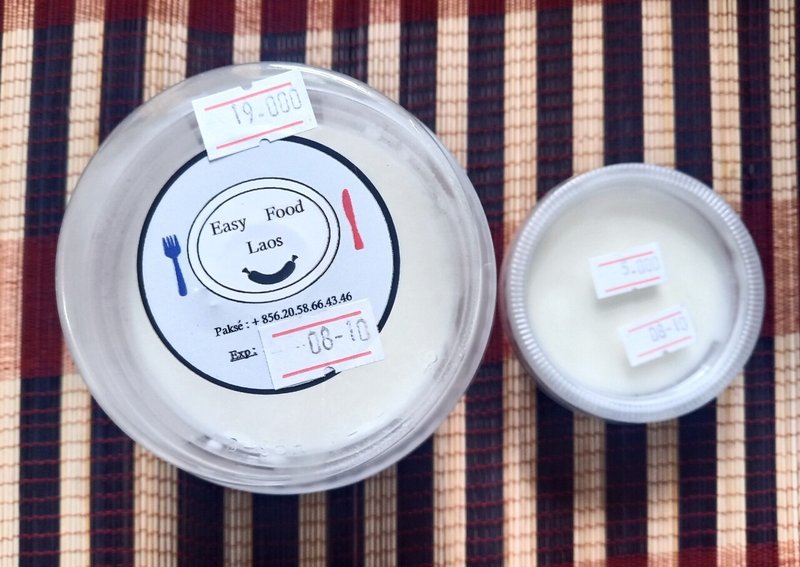 19.000
Easy Food
Laos
Paksé : + 856.20.58.66.43.46
Exp:
08-10
5.000
08-10